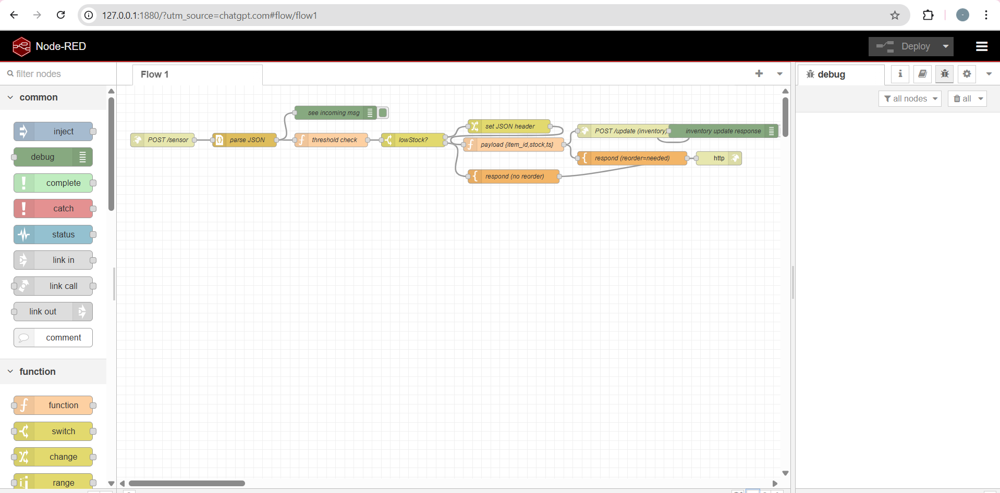 127.0.0.1:1880/?utm_source=chatgpt.com#flow/flow1
Node-RED
Deploy
filter nodes
Flow 1
debug
all nodes
all
common
inject
debug
complete
catch
status
link in
link call
link out
comment
function
function
switch
change
range
see incoming msg
POST /sensor
parse JSON
threshold check
lowStock?
set JSON header
payload {item_id,stock,ts}
respond (no reorder)
POST /update (inventory)
inventory update response
respond (reorder=needed)
http